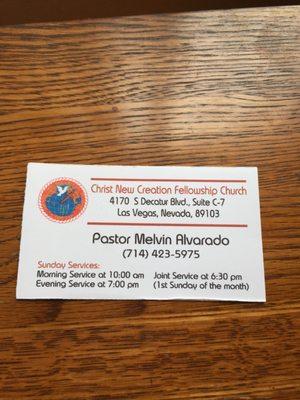 Christ New Creation Fellowship Church
4170 S Decatur Blvd., Suite C-7
Las Vegas, Nevada, 89103
Pastor Melvin Alvarado
(714) 423-5975
Sunday Services:
Morning Service at 10:00 am Joint Service at 6:30 pm
Evening Service at 7:00 pm (1st Sunday of the month)